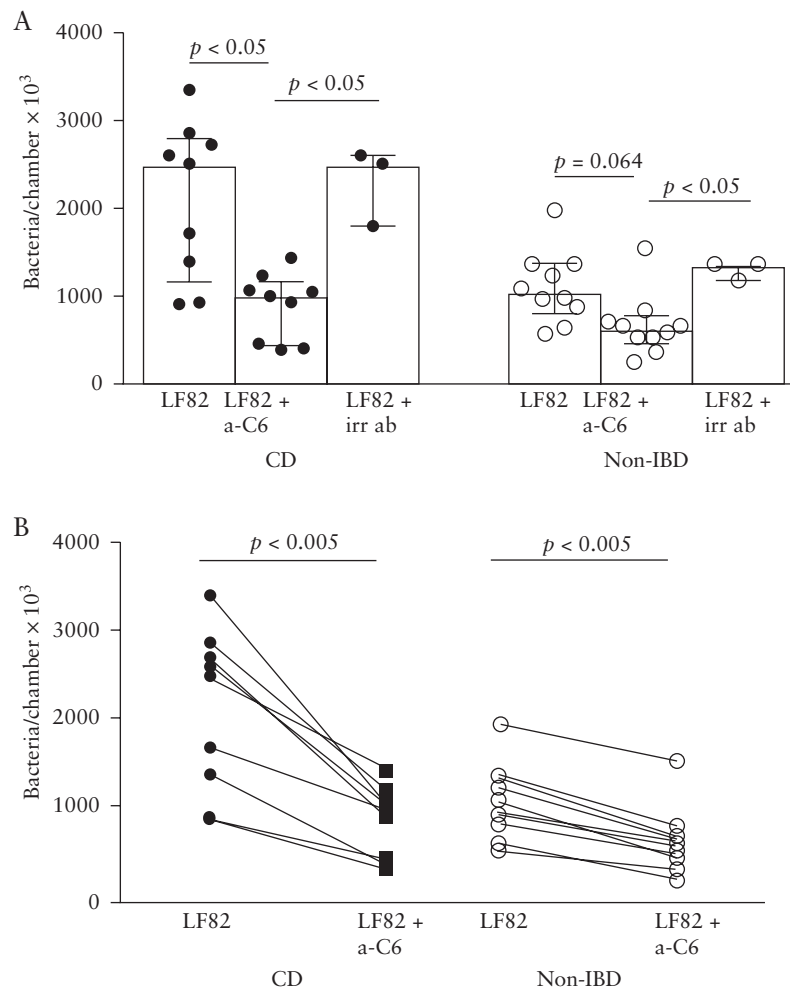 A
Bacteria/chamber × 10³
4000
3000
2000
1000
0
p < 0.05
p < 0.05
p = 0.064
p < 0.05
LF82 LF82 + LF82 + LF82 LF82 + LF82 +
a-C6 irr ab a-C6 irr ab
CD Non-IBD
B
Bacteria/chamber × 10³
4000
3000
2000
1000
0
p < 0.005 p < 0.005
LF82 LF82 + LF82 LF82 +
a-C6 a-C6
CD Non-IBD